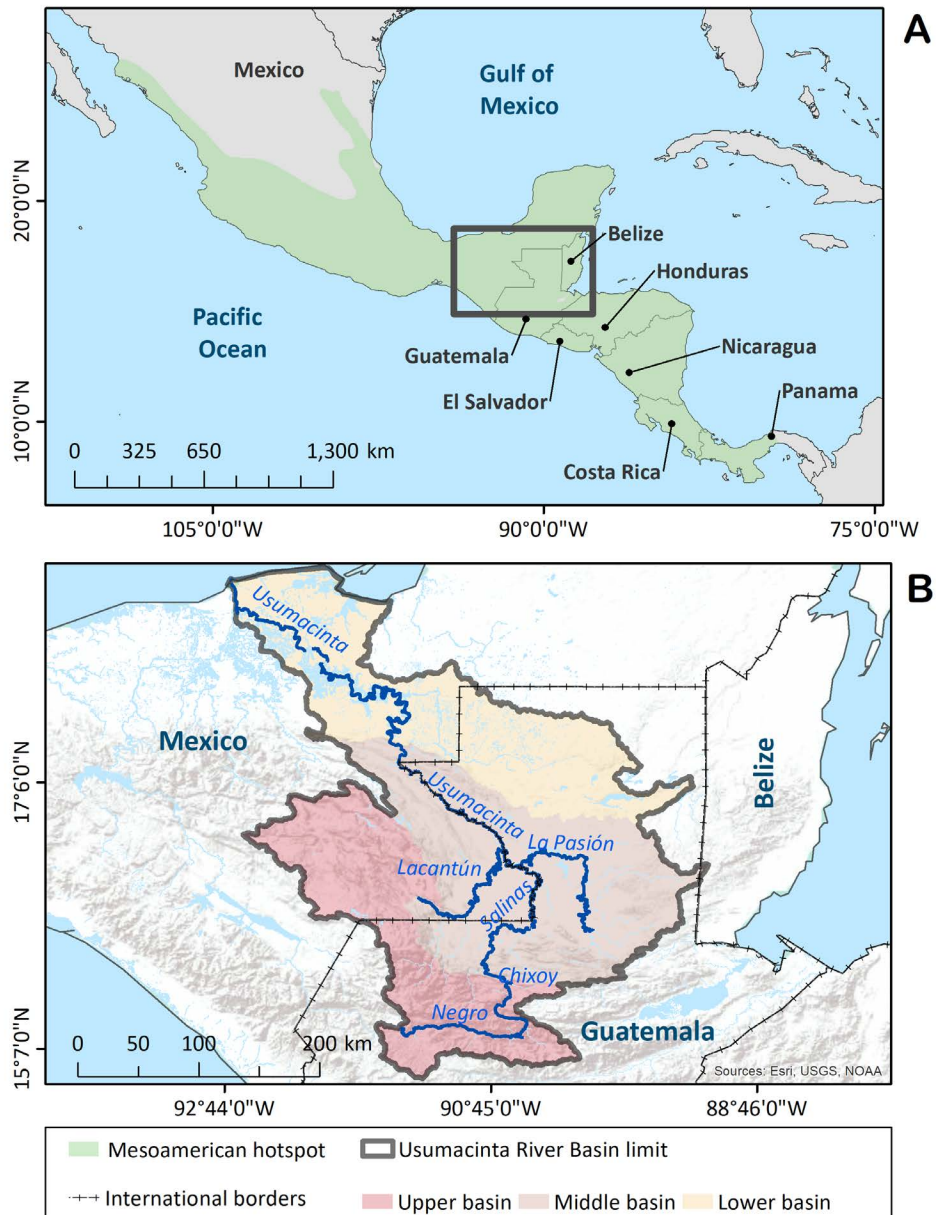 A
Mexico
Gulf of
Mexico
20°0'0"N
Belize
Honduras
Pacific
Ocean
Guatemala
Nicaragua
El Salvador
Panama
10°0'0"N
Costa Rica
0 325 650 1,300 km
105°0'0"W 90°0'0"W 75°0'0"W
B
Usumacinta
Mexico
17°6'0"N
Usumacinta
Belize
La Pasión
Lacantún
Salinas
Chixoy
Negro
Guatemala
15°7'0"N
0 50 100 200 km
Sources: Esri, USGS, NOAA
92°44'0"W 90°45'0"W 88°46'0"W
Mesoamerican hotspot Usumacinta River Basin limit
International borders Upper basin Middle basin Lower basin